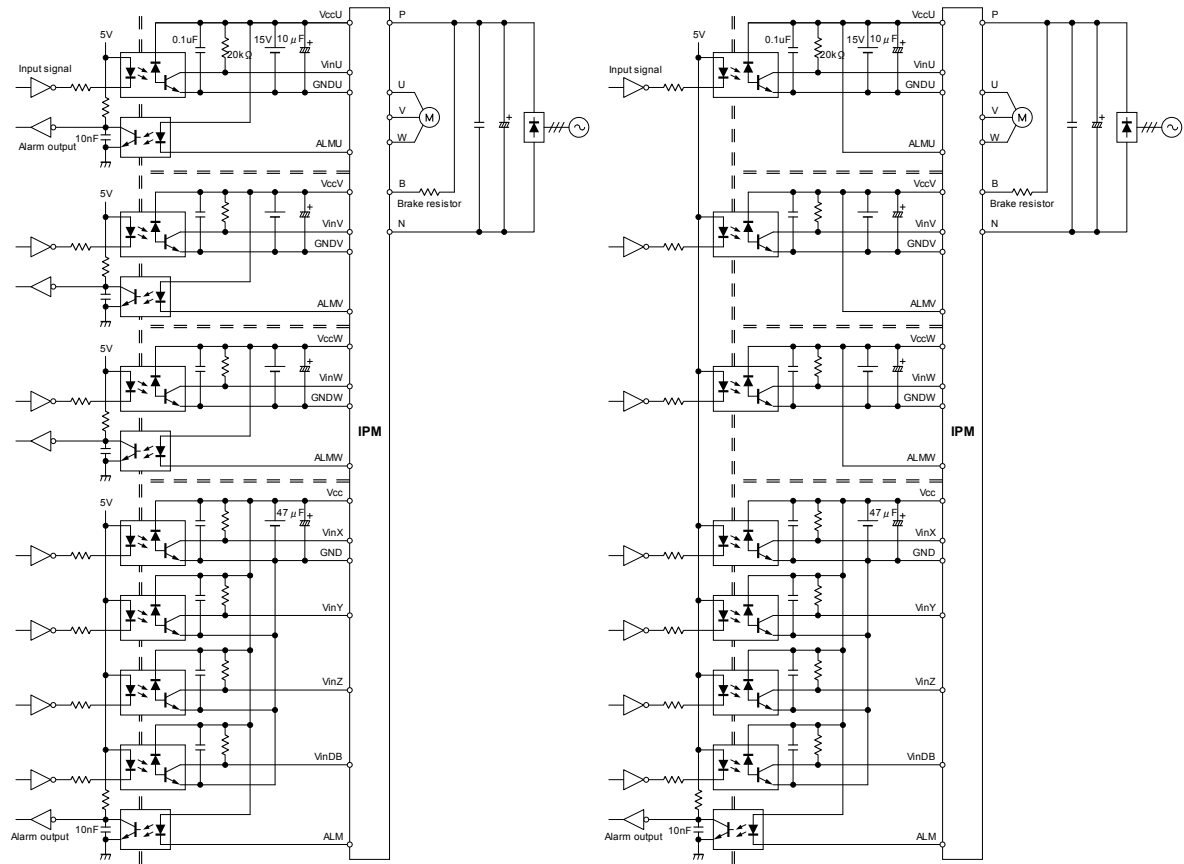 VccU
P
5V
0.1uF
20kΩ
15V
10μF
+
Input signal
VinU
GNDU
U
V
W
M
+
10nF
Alarm output
ALMU
VccV
B
Brake resistor
5V
+
VinV
N
GNDV
ALMV
VccW
5V
+
VinW
GNDW
IPM
ALMW
Vcc
5V
47μF
+
VinX
GND
VinY
VinZ
VinDB
10nF
Alarm output
ALM
VccU
P
5V
0.1uF
20kΩ
15V
10μF
+
Input signal
VinU
GNDU
U
V
W
M
+
ALMU
VccV
B
Brake resistor
+
VinV
N
GNDV
ALMV
VccW
+
VinW
GNDW
IPM
ALMW
Vcc
47μF
+
VinX
GND
VinY
VinZ
VinDB
10nF
Alarm output
ALM